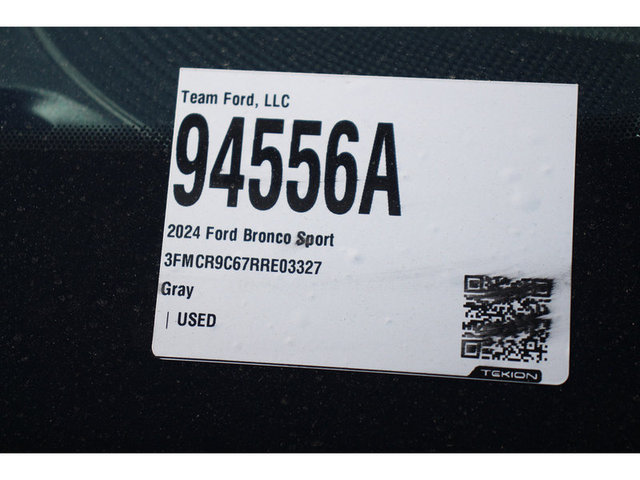 Team Ford, LLC
94556A
2024 Ford Bronco Sport
3FMCR9C67RRE03327
Gray
| USED
TEKION